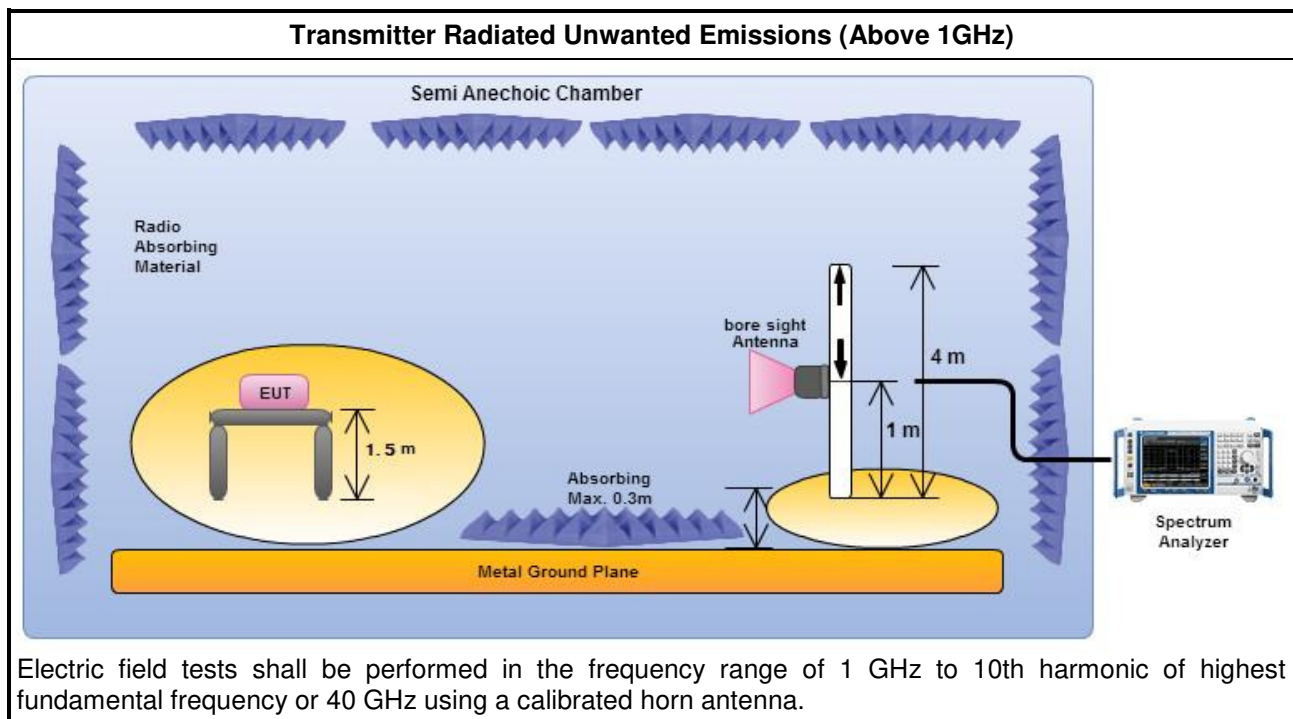 Transmitter Radiated Unwanted Emissions (Above 1GHz)
Semi Anechoic Chamber
Radio
Absorbing
Material
bore sight
Antenna
4 m
EUT
1 m
1.5 m
Absorbing
Max. 0.3m
Spectrum
Analyzer
Metal Ground Plane
Electric field tests shall be performed in the frequency range of 1 GHz to 10th harmonic of highest
fundamental frequency or 40 GHz using a calibrated horn antenna.